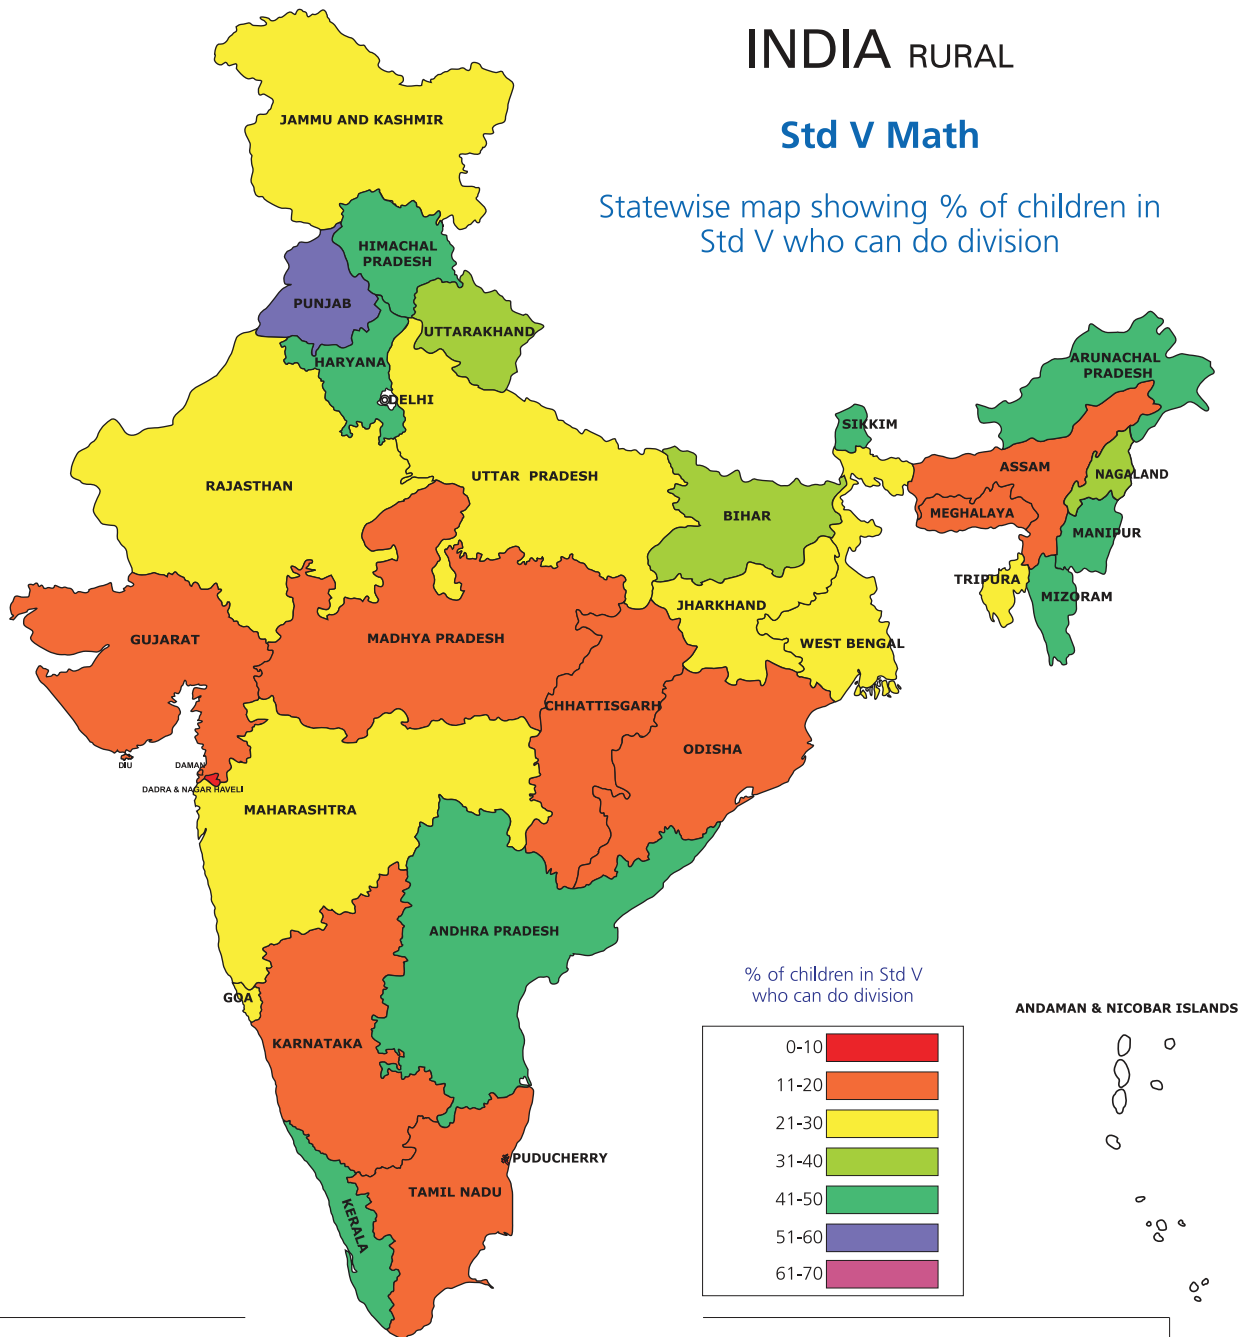 INDIA RURAL
Std V Math
Statewise map showing % of children in
Std V who can do division
JAMMU AND KASHMIR
HIMACHAL
PRADESH
PUNJAB
UTTARAKHAND
HARYANA
DELHI
ARUNACHAL
PRADESH
SIKKIM
RAJASTHAN
UTTAR PRADESH
ASSAM
NAGALAND
BIHAR
MEGHALAYA
MANIPUR
TRIPURA
MIZORAM
JHARKHAND
GUJARAT
MADHYA PRADESH
WEST BENGAL
CHHATTISGARH
ODISHA
DIU
DAMAN
DADRA & NAGAR HAVELI
MAHARASHTRA
ANDHRA PRADESH
GOA
KARNATAKA
PUDUCHERRY
TAMIL NADU
KERALA
% of children in Std V
who can do division
0-10
11-20
21-30
31-40
41-50
51-60
61-70
ANDAMAN & NICOBAR ISLANDS